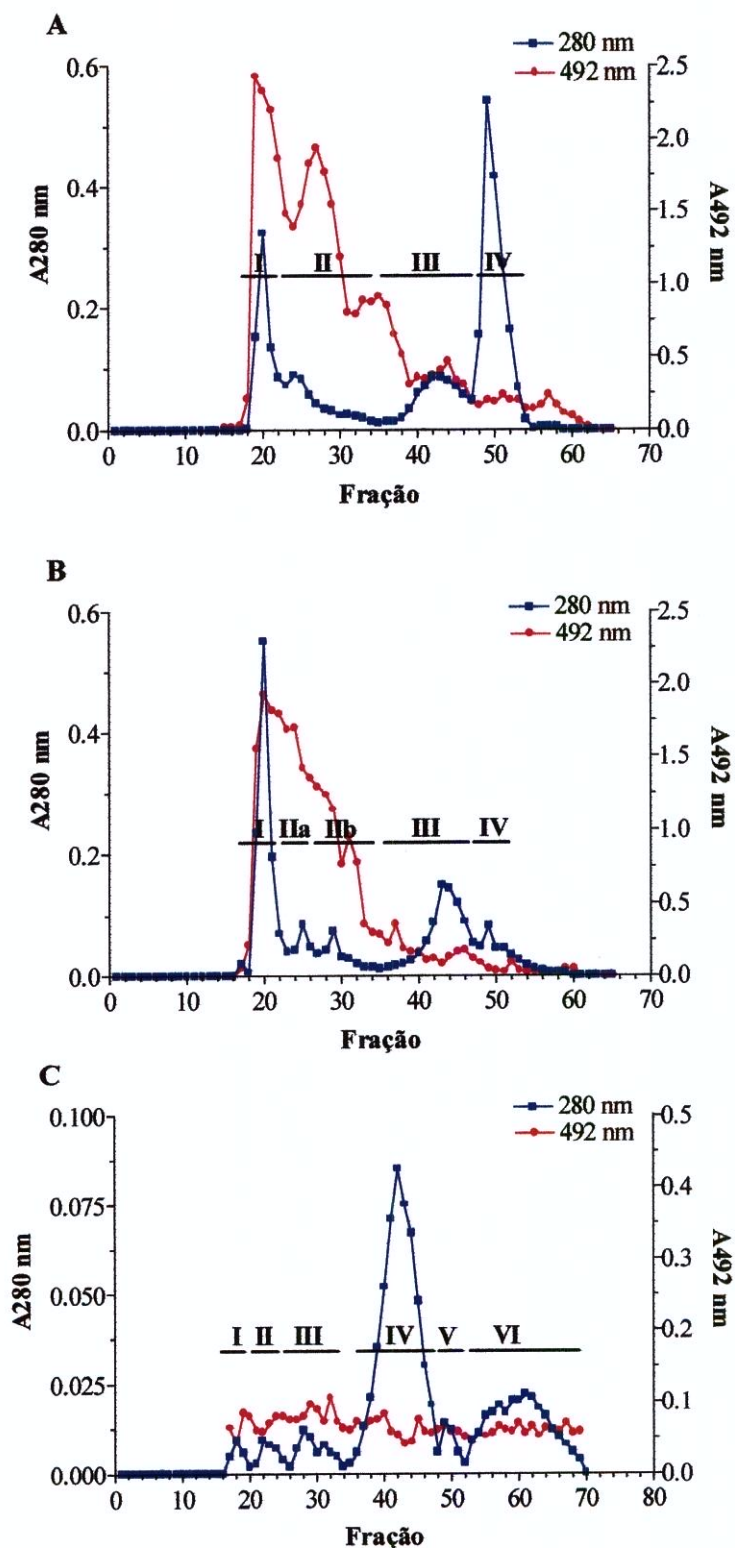 A
280 nm
492 nm
0.6
0.4
0.2
0.0
A280 nm
2.5
2.0
1.5
1.0
0.5
0.0
A492 nm
I II III IV
0 10 20 30 40 50 60 70
Fração
B
280 nm
492 nm
0.6
0.4
0.2
0.0
A280 nm
2.5
2.0
1.5
1.0
0.5
0.0
A492 nm
I IIa IIb III IV
0 10 20 30 40 50 60 70
Fração
C
280 nm
492 nm
0.100
0.075
0.050
0.025
0.000
A280 nm
0.5
0.4
0.3
0.2
0.1
0.0
A492 nm
I II III IV V VI
0 10 20 30 40 50 60 70 80
Fração